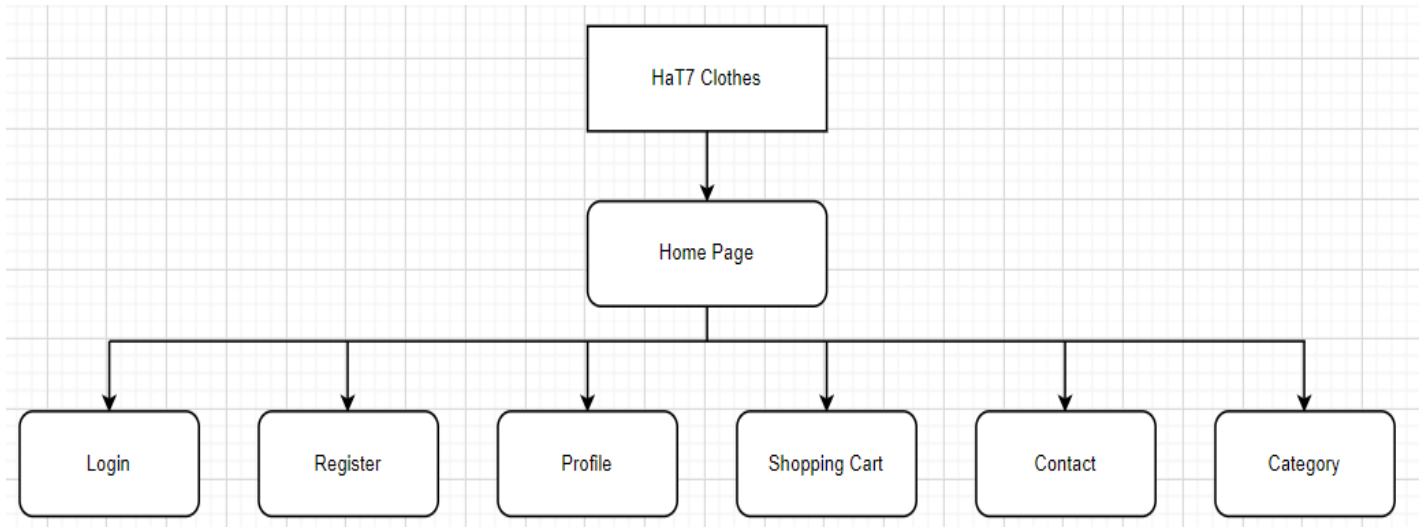 HaT7 Clothes
Home Page
Login
Register
Profile
Shopping Cart
Contact
Category